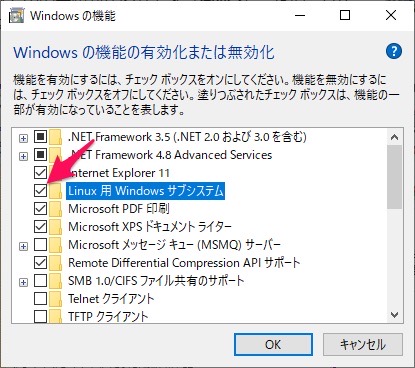 Windows の機能
Windows の機能の有効化または無効化
機能を有効にするには、チェック ボックスをオンにしてください。機能を無効にするに
は、チェック ボックスをオフにしてください。塗りつぶされたチェック ボックスは、機能の一
部が有効になっていることを表します。
.NET Framework 3.5 (.NET 2.0 および 3.0 を含む)
.NET Framework 4.8 Advanced Services
Internet Explorer 11
Linux 用 Windows サブシステム
Microsoft PDF 印刷
Microsoft XPS ドキュメント ライター
Microsoft メッセージ キュー (MSMQ) サーバー
Remote Differential Compression API サポート
SMB 1.0/CIFS ファイル共有のサポート
Telnet クライアント
TFTP クライアント
OK
キャンセル